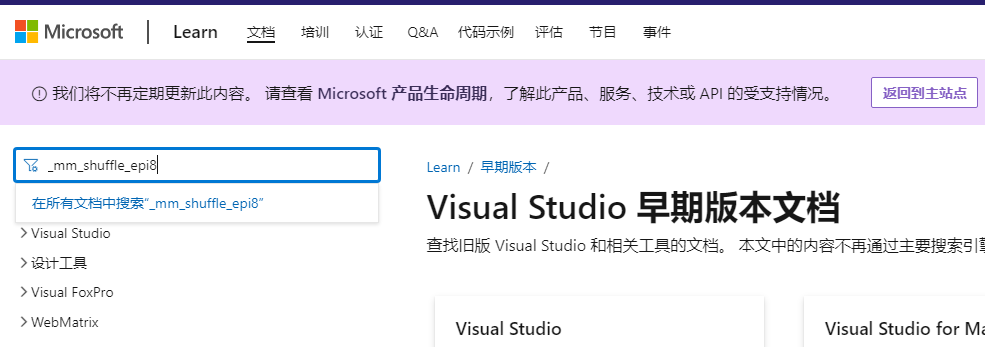 Microsoft Learn 文档 培训 认证 Q&A 代码示例 评估 节目 事件
我们将不再定期更新此内容。 请查看 Microsoft 产品生命周期，了解此产品、服务、技术或 API 的受支持情况。 返回到主站点
_mm_shuffle_epi8
在所有文档中搜索“_mm_shuffle_epi8”
Visual Studio
设计工具
Visual FoxPro
WebMatrix
Learn / 早期版本 /
Visual Studio 早期版本文档
查找旧版 Visual Studio 和相关工具的文档。 本文中的内容不再通过主要搜索引
Visual Studio
Visual Studio for Ma